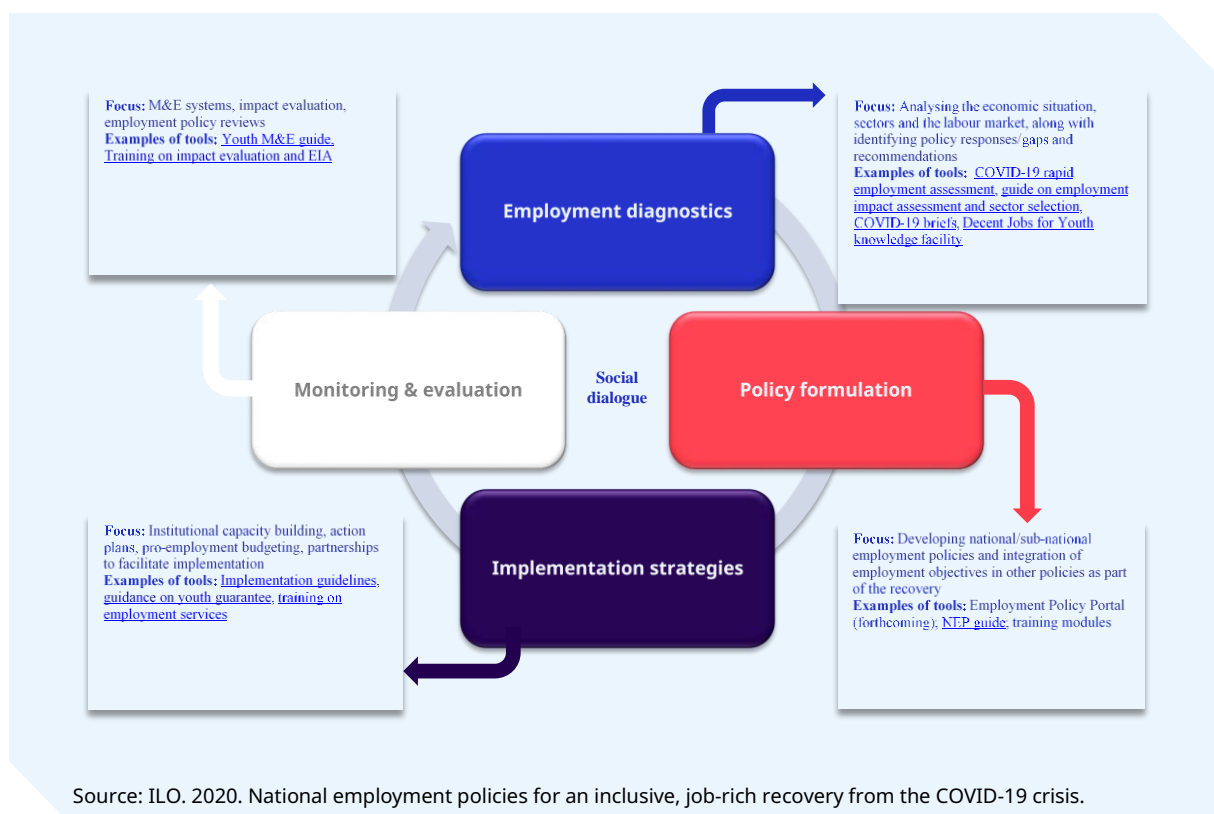 Focus: M&E systems, impact evaluation,
employment policy reviews
Examples of tools: Youth M&E guide,
Training on impact evaluation and EIA
Focus: Analysing the economic situation,
sectors and the labour market, along with
identifying policy responses/gaps and
recommendations
Examples of tools: COVID-19 rapid
employment assessment, guide on employment
impact assessment and sector selection,
COVID-19 briefs, Decent Jobs for Youth
knowledge facility
Employment diagnostics
Monitoring & evaluation
Social
dialogue
Policy formulation
Implementation strategies
Focus: Institutional capacity building, action
plans, pro-employment budgeting, partnerships
to facilitate implementation
Examples of tools: Implementation guidelines,
guidance on youth guarantee, training on
employment services
Focus: Developing national/sub-national
employment policies and integration of
employment objectives in other policies as part
of the recovery
Examples of tools: Employment Policy Portal
(forthcoming); NEP guide; training modules
Source: ILO. 2020. National employment policies for an inclusive, job-rich recovery from the COVID-19 crisis.